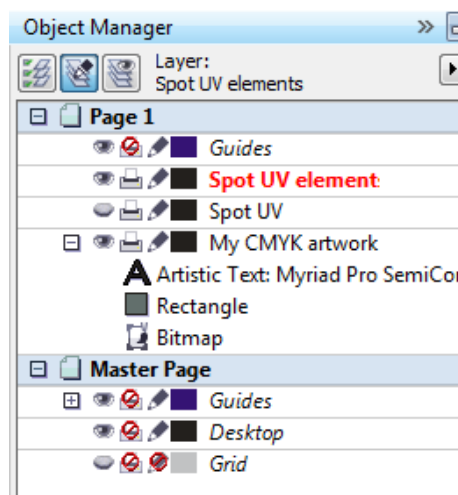 Object Manager
Layer:
Spot UV elements
Page 1
Guides
Spot UV element
Spot UV
My CMYK artwork
Artistic Text: Myriad Pro SemiCo
Rectangle
Bitmap
Master Page
Guides
Desktop
Grid